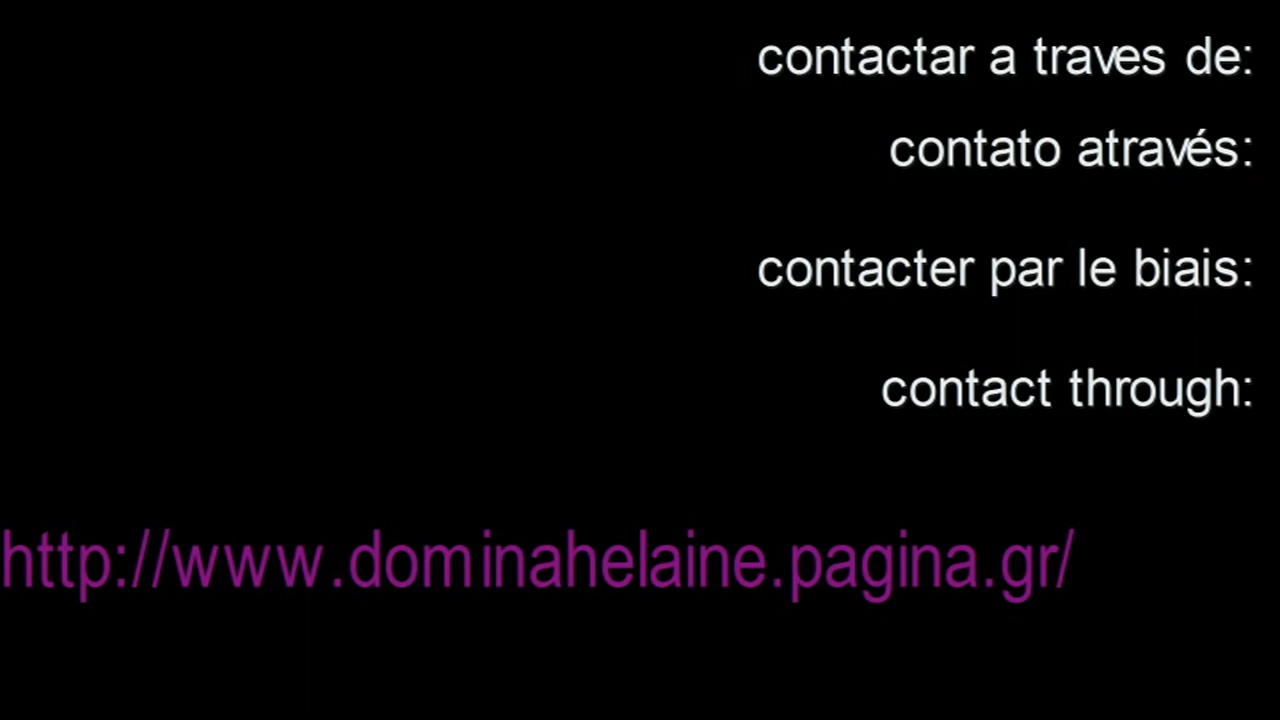 contactar a traves de:
contato através:
contacter par le biais:
contact through:
http://www.dominahelaine.pagina.gr/